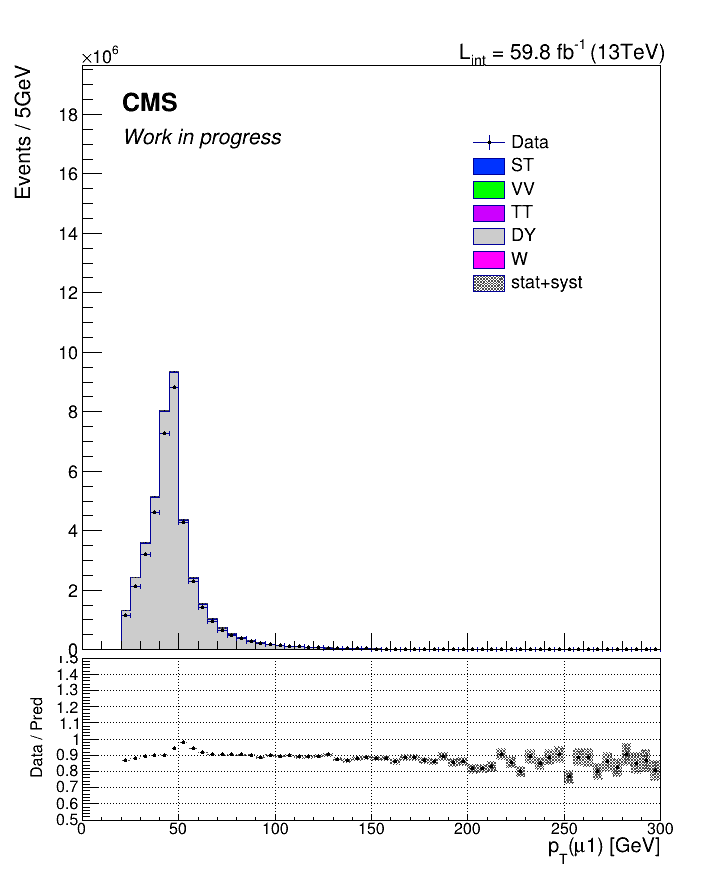 ×10⁶
L_int = 59.8 fb⁻¹ (13TeV)
Events / 5GeV
CMS
Work in progress
Data
ST
VV
TT
DY
W
stat+syst
18
16
14
12
10
8
6
4
2
0
Data / Pred
1.5
1.4
1.3
1.2
1.1
1
0.9
0.8
0.7
0.6
0.5
0 50 100 150 200 250 300
p_T(μ1) [GeV]